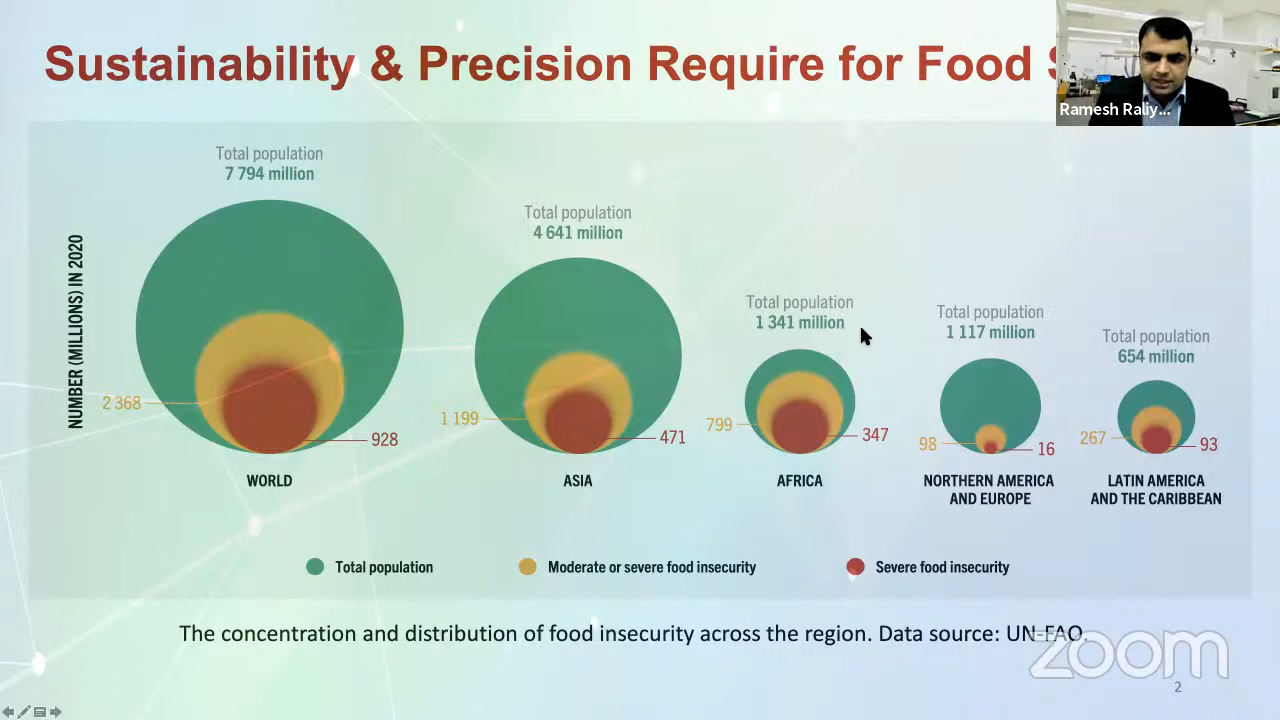 Sustainability & Precision Require for Food
Ramesh Raliy...
Total population
7 794 million
Total population
4 641 million
Total population
1 341 million
Total population
1 117 million
Total population
654 million
NUMBER (MILLIONS) IN 2020
2 368
928
1 199
471
799
347
98
16
267
93
WORLD
ASIA
AFRICA
NORTHERN AMERICA
AND EUROPE
LATIN AMERICA
AND THE CARIBBEAN
Total population
Moderate or severe food insecurity
Severe food insecurity
The concentration and distribution of food insecurity across the region. Data source: UN-FAO.
zoom
2